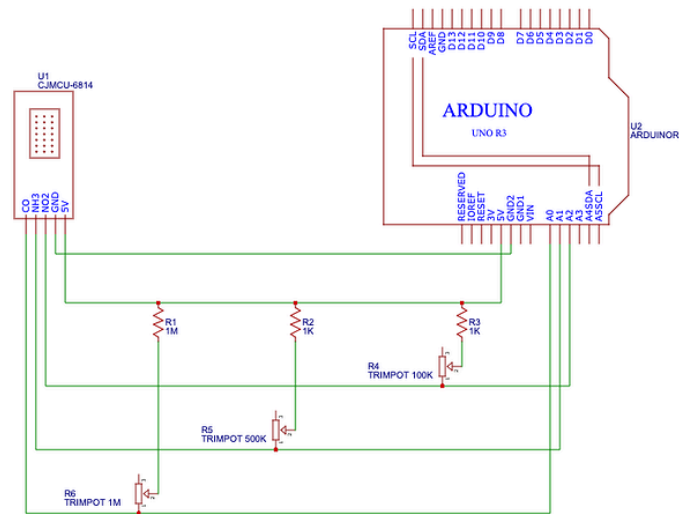 SCL
SDA
AREF
GND
D13
D12
D11
D10
D9
D8
D7
D6
D5
D4
D3
D2
D1
D0
U1
CJMCU-6814
ARDUINO
UNO R3
U2
ARDUINOR
CO
NH3
NO2
GND
5V
RESERVED
IOREF
RESET
3V
5V
GND2
GND1
VIN
A0
A1
A2
A3
A4SDA
A5SCL
R1
1M
R2
1K
R3
1K
R4
TRIMPOT 100K
R5
TRIMPOT 500K
R6
TRIMPOT 1M